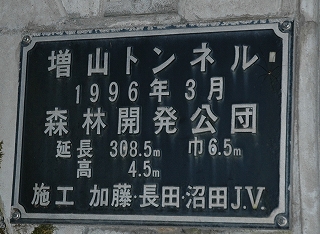 増山トンネル
1996年3月
森林開発公団
延長 308.5m 巾6.5m
高 4.5m
施工 加藤・長田・沼田J.V.